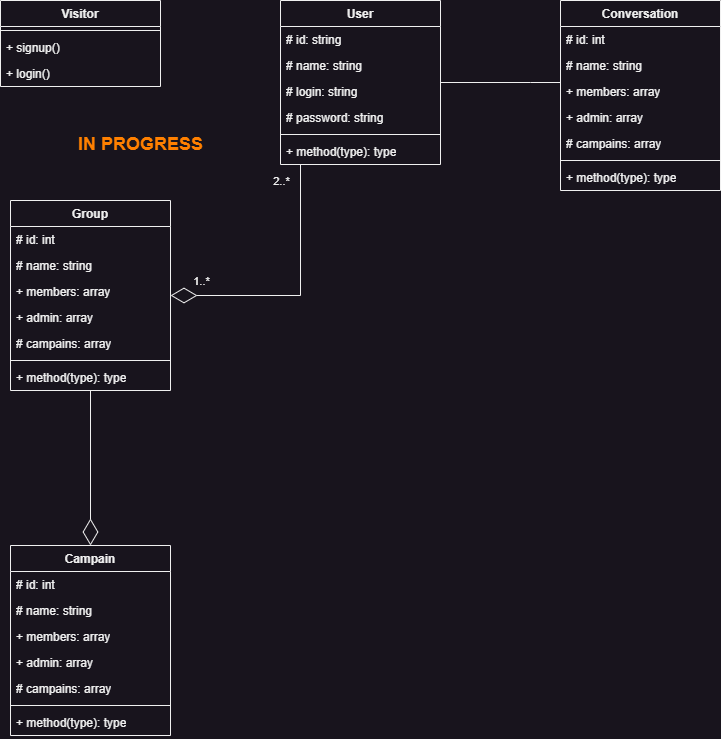 Visitor
+ signup()
+ login()
User
# id: string
# name: string
# login: string
# password: string
+ method(type): type
Conversation
# id: int
# name: string
+ members: array
+ admin: array
# campains: array
+ method(type): type
IN PROGRESS
2..*
1..*
Group
# id: int
# name: string
+ members: array
+ admin: array
# campains: array
+ method(type): type
Campain
# id: int
# name: string
+ members: array
+ admin: array
# campains: array
+ method(type): type